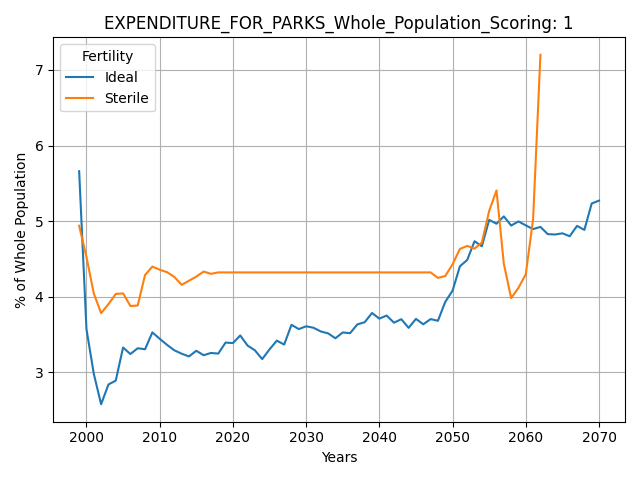 EXPENDITURE_FOR_PARKS_Whole_Population_Scoring: 1
Fertility
Ideal
Sterile
% of Whole Population
7
6
5
4
3
2000 2010 2020 2030 2040 2050 2060 2070
Years